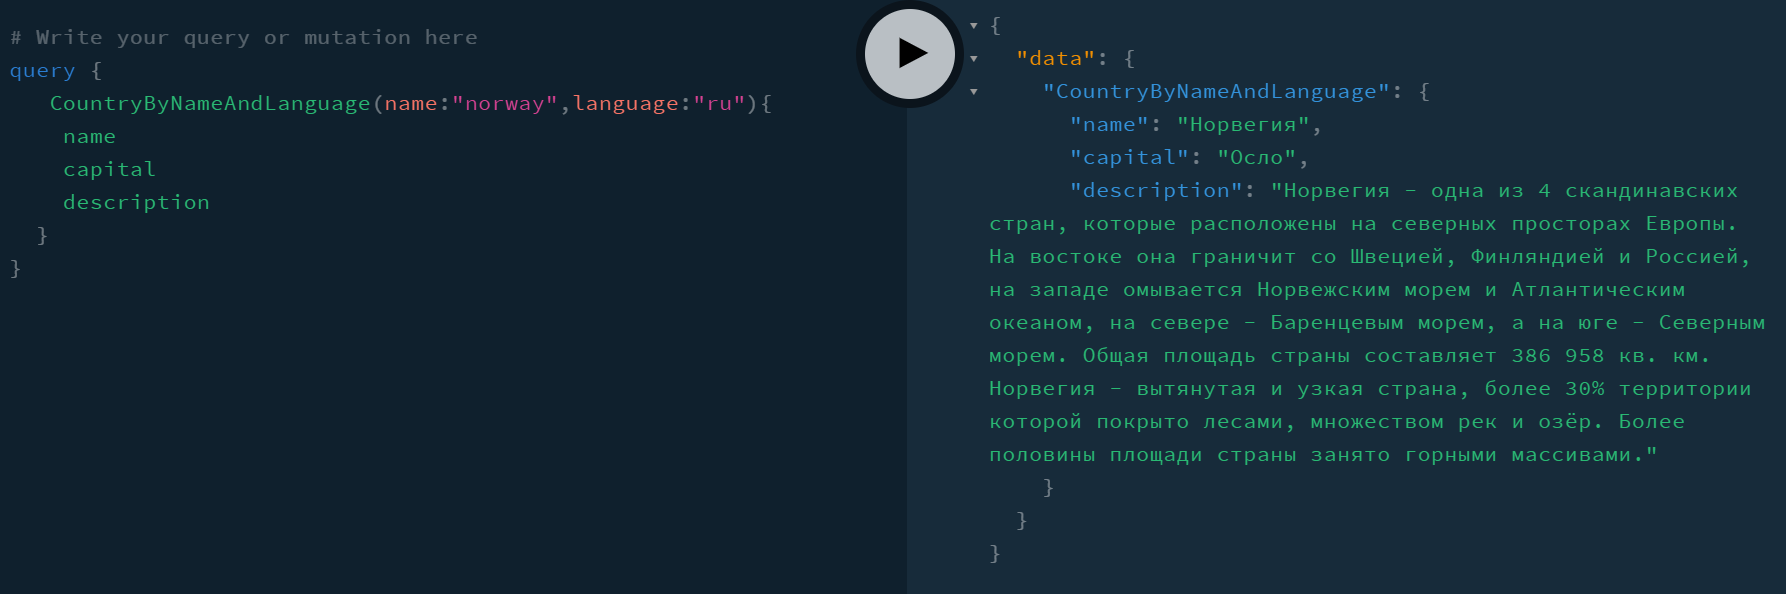 # Write your query or mutation here
query {
CountryByNameAndLanguage(name:"norway",language:"ru"){
name
capital
description
}
}
{
"data": {
"CountryByNameAndLanguage": {
"name": "Норвегия",
"capital": "Осло",
"description": "Норвегия - одна из 4 скандинавских
стран, которые расположены на северных просторах Европы.
На востоке она граничит со Швецией, Финляндией и Россией,
на западе омывается Норвежским морем и Атлантическим
океаном, на севере - Баренцевым морем, а на юге - Северным
морем. Общая площадь страны составляет 386 958 кв. км.
Норвегия - вытянутая и узкая страна, более 30% территории
которой покрыто лесами, множеством рек и озёр. Более
половины площади страны занято горными массивами."
}
}
}